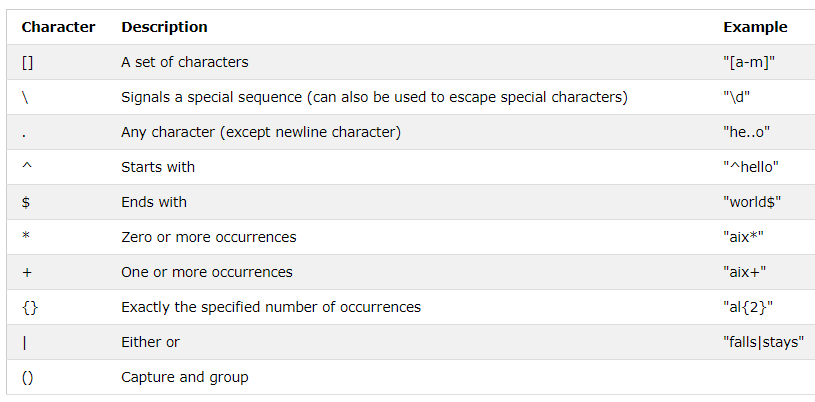 Character Description Example
[] A set of characters "[a-m]"
\ Signals a special sequence (can also be used to escape special characters) "\d"
. Any character (except newline character) "he..o"
^ Starts with "^hello"
$ Ends with "world$"
* Zero or more occurrences "aix*"
+ One or more occurrences "aix+"
{} Exactly the specified number of occurrences "al{2}"
| Either or "falls|stays"
() Capture and group